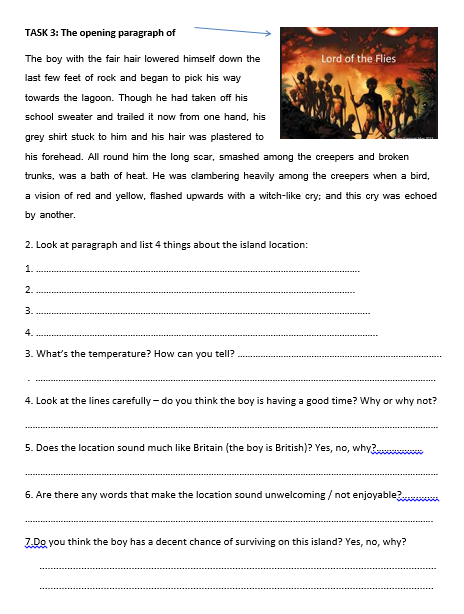 TASK 3: The opening paragraph of
Lord of the Flies
The boy with the fair hair lowered himself down the
last few feet of rock and began to pick his way
towards the lagoon. Though he had taken off his
school sweater and trailed it now from one hand, his
grey shirt stuck to him and his hair was plastered to
his forehead. All round him the long scar, smashed among the creepers and broken
trunks, was a bath of heat. He was clambering heavily among the creepers when a bird,
a vision of red and yellow, flashed upwards with a witch-like cry; and this cry was echoed
by another.
2. Look at paragraph and list 4 things about the island location:
1. ..........................................................................................
2. ..........................................................................................
3. ..........................................................................................
4. ..........................................................................................
3. What's the temperature? How can you tell? ..........................................................
. ..........................................................................................
4. Look at the lines carefully – do you think the boy is having a good time? Why or why not?
..........................................................................................
5. Does the location sound much like Britain (the boy is British)? Yes, no, why?................
..........................................................................................
6. Are there any words that make the location sound unwelcoming / not enjoyable?.............
..........................................................................................
7.Do you think the boy has a decent chance of surviving on this island? Yes, no, why?
..........................................................................................
..........................................................................................